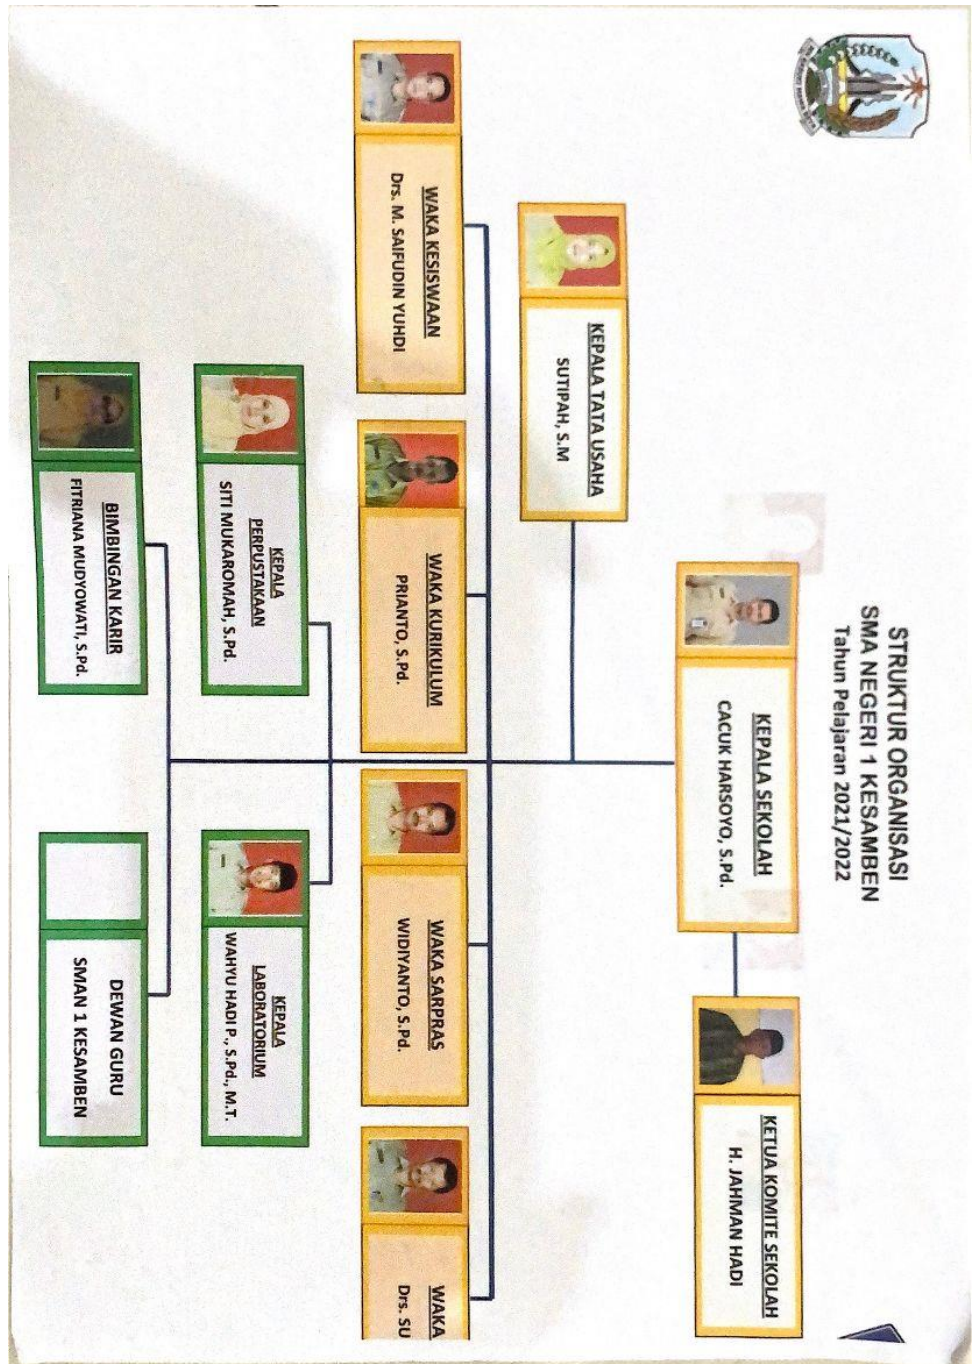 STRUKTUR ORGANISASI
SMA NEGERI 1 KESAMBEN
Tahun Pelajaran 2021/2022
KEPALA SEKOLAH
CACUK HARSOYO, S.Pd.
KETUA KOMITE SEKOLAH
H. JAHMAN HADI
KEPALA TATA USAHA
SUTIPAH, S.M
WAKA KESISWAAN
Drs. M. SAIFUDIN YUHDI
WAKA KURIKULUM
PRIANTO, S.Pd.
WAKA SARPRAS
WIDIYANTO, S.Pd.
WAKA
Drs. SU
KEPALA
PERPUSTAKAAN
SITI MUKAROMAH, S.Pd.
KEPALA
LABORATORIUM
WAHYU HADI P., S.Pd., M.T.
BIMBINGAN KARIR
FITRIANA MUDYOWATI, S.Pd.
DEWAN GURU
SMAN 1 KESAMBEN